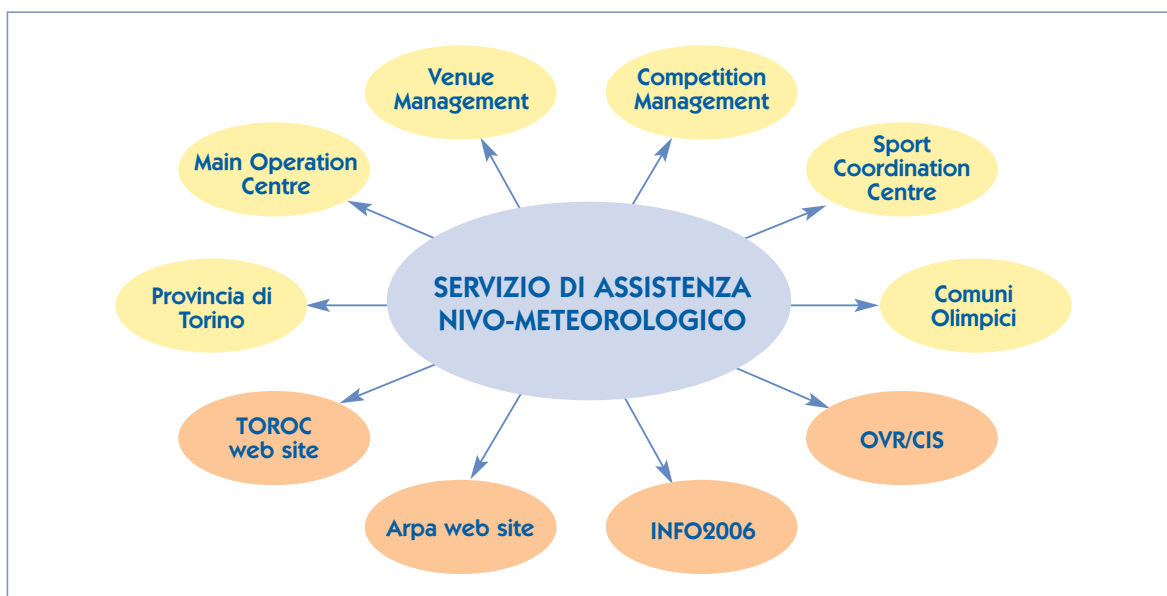 Venue
Management
Competition
Management
Main Operation
Centre
Sport
Coordination
Centre
SERVIZIO DI ASSISTENZA
NIVO-METEOROLOGICO
Provincia di
Torino
Comuni
Olimpici
TOROC
web site
OVR/CIS
Arpa web site
INFO2006